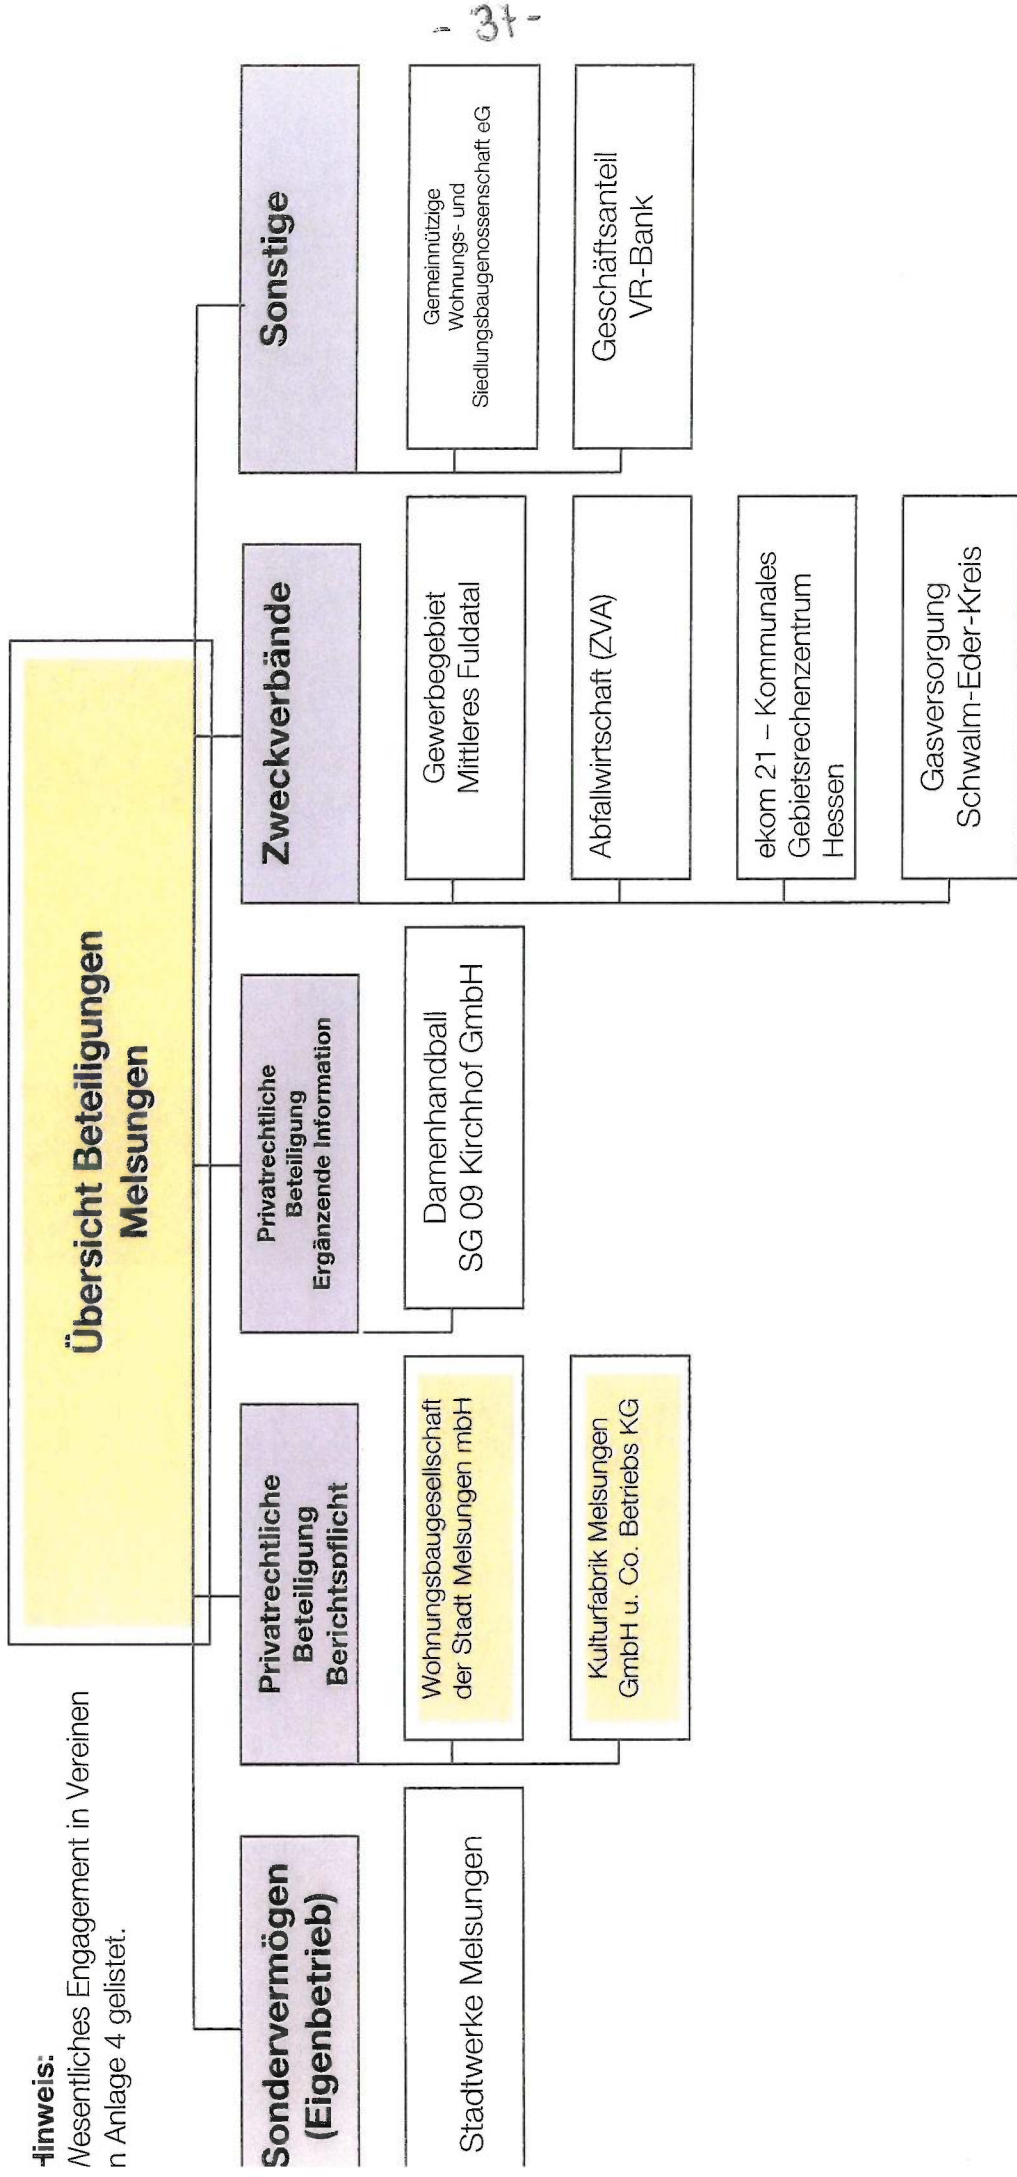 - 37 -
Hinweis:
Wesentliches Engagement in Vereinen
in Anlage 4 gelistet.
Übersicht Beteiligungen
Melsungen
Sondervermögen
(Eigenbetrieb)
Stadtwerke Melsungen
Privatrechtliche
Beteiligung
Berichtspflicht
Wohnungsbaugesellschaft
der Stadt Melsungen mbH
Kulturfabrik Melsungen
GmbH u. Co. Betriebs KG
Privatrechtliche
Beteiligung
Ergänzende Information
Damenhandball
SG 09 Kirchhof GmbH
Zweckverbände
Gewerbegebiet
Mittleres Fuldatal
Abfallwirtschaft (ZVA)
ekom 21 – Kommunales
Gebietsrechenzentrum
Hessen
Gasversorgung
Schwalm-Eder-Kreis
Sonstige
Gemeinnützige
Wohnungs- und
Siedlungsbaugenossenschaft eG
Geschäftsanteil
VR-Bank